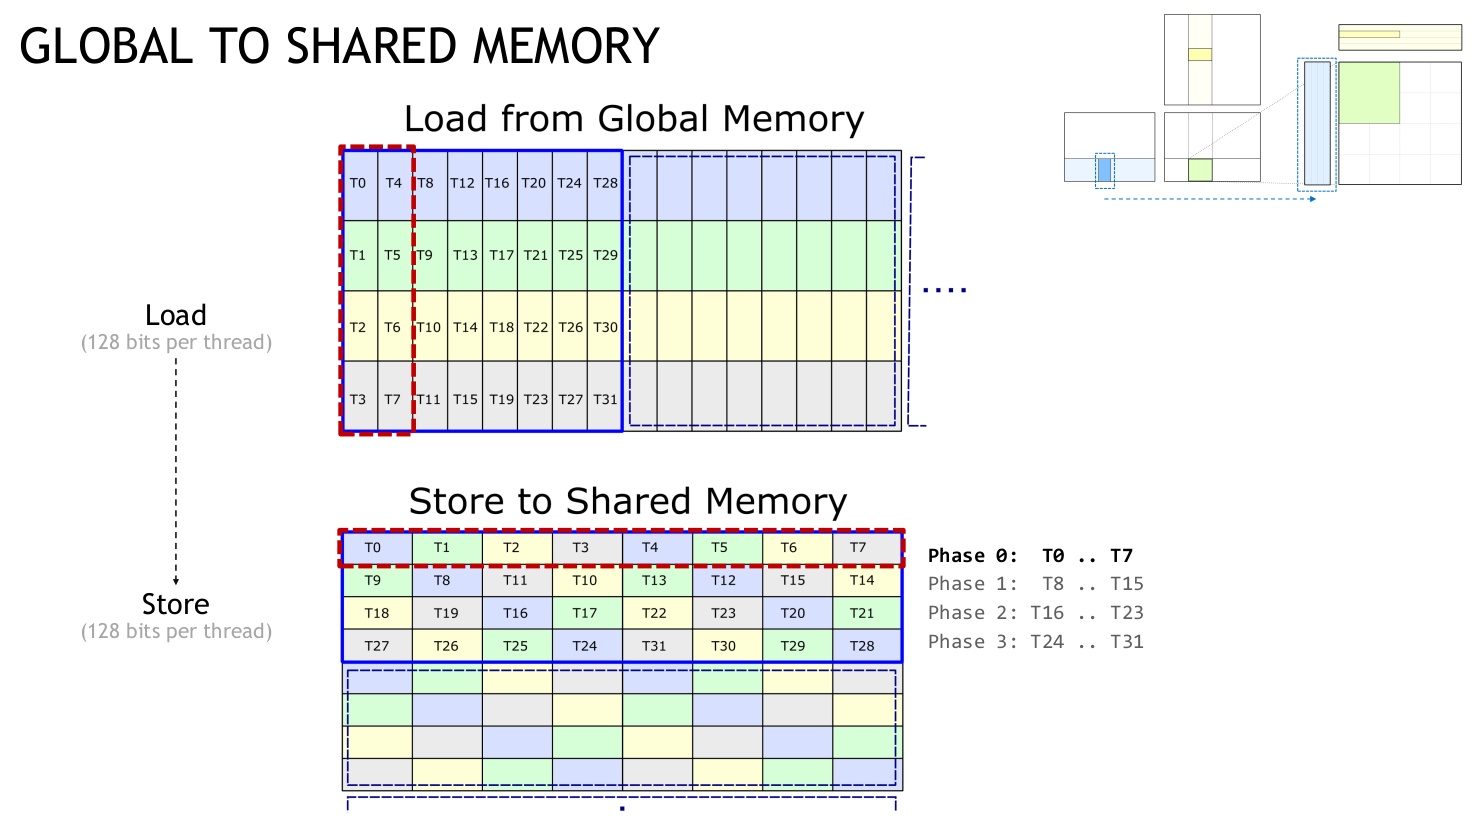 GLOBAL TO SHARED MEMORY
Load from Global Memory
T0 T4 T8 T12 T16 T20 T24 T28
T1 T5 T9 T13 T17 T21 T25 T29
T2 T6 T10 T14 T18 T22 T26 T30
T3 T7 T11 T15 T19 T23 T27 T31
Load
(128 bits per thread)
Store
(128 bits per thread)
Store to Shared Memory
T0 T1 T2 T3 T4 T5 T6 T7
T9 T8 T11 T10 T13 T12 T15 T14
T18 T19 T16 T17 T22 T23 T20 T21
T27 T26 T25 T24 T31 T30 T29 T28
Phase 0: T0 .. T7
Phase 1: T8 .. T15
Phase 2: T16 .. T23
Phase 3: T24 .. T31